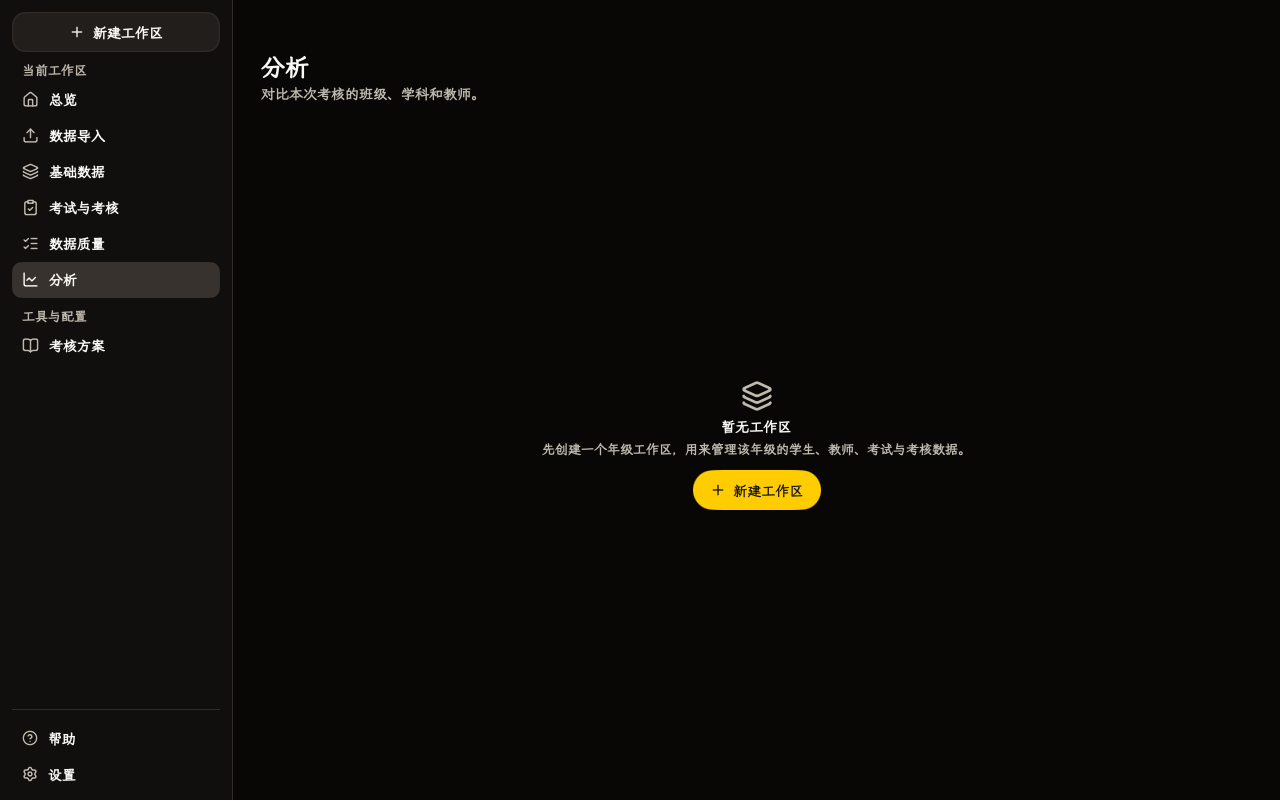 新建工作区
当前工作区
总览
数据导入
基础数据
考试与考核
数据质量
分析
工具与配置
考核方案
帮助
设置
分析
对比本次考核的班级、学科和教师。
暂无工作区
先创建一个年级工作区，用来管理该年级的学生、教师、考试与考核数据。
新建工作区